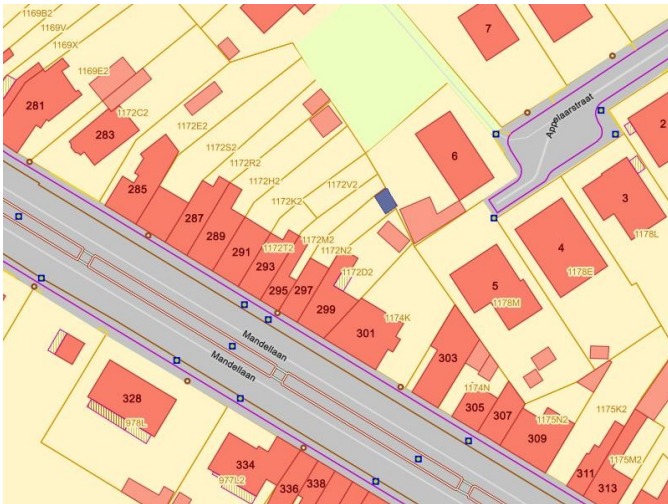 1169B2
1169V
1169X
7
1169E2
281
1172C2
Appelaarstraat
283
2
1172E2
1172S2
6
1172R2
285
1172H2
1172V2
3
287
1172K2
1178L
289
1172M2
4
291
1172T2
1172N2
293
1172D2
1178E
5
295
297
1178M
299
1174K
301
Mandellaan
303
Mandellaan
1174N
328
305
307
1175N2
1175K2
978L
309
334
1175M2
311
977L2
336
338
313